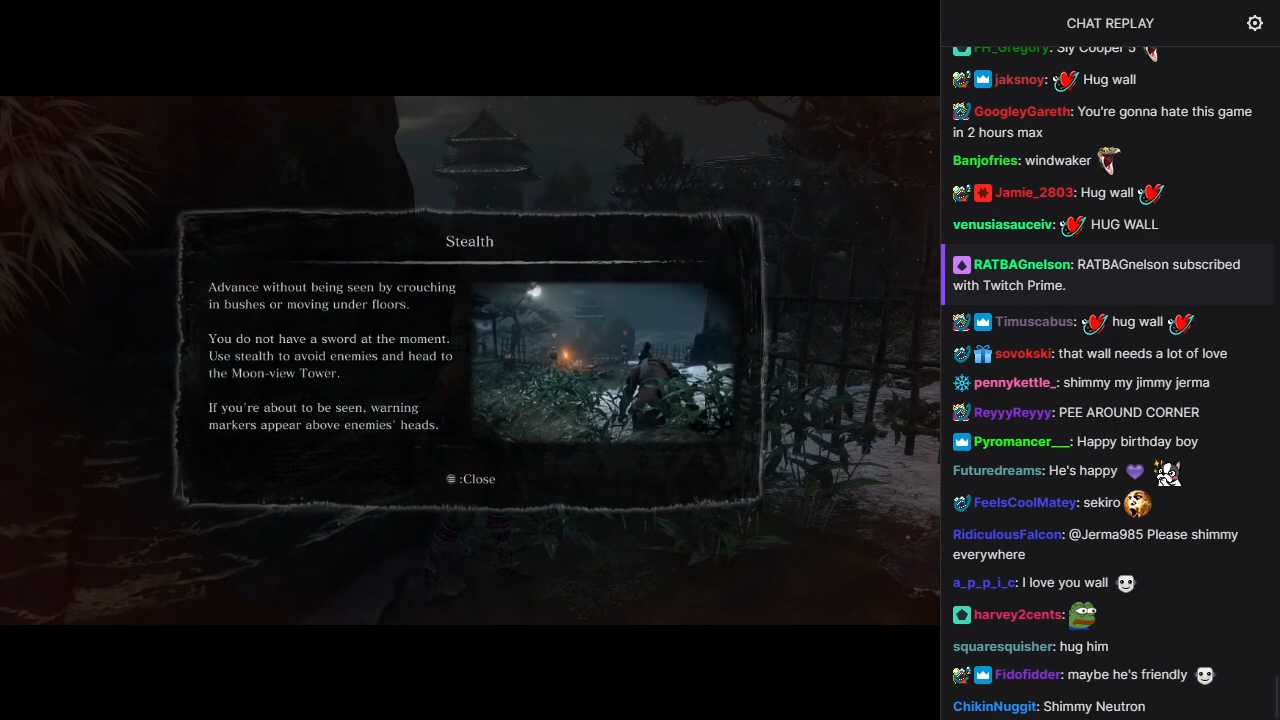 Stealth
Advance without being seen by crouching
in bushes or moving under floors.
You do not have a sword at the moment.
Use stealth to avoid enemies and head to
the Moon-view Tower.
If you're about to be seen, warning
markers appear above enemies' heads.
:Close
CHAT REPLAY
FH_Gregory: Sly Cooper 5
jaksnoy: Hug wall
GoogleyGareth: You're gonna hate this game
in 2 hours max
Banjofries: windwaker
Jamie_2803: Hug wall
venusiasauceiv: HUG WALL
RATBAGnelson: RATBAGnelson subscribed
with Twitch Prime.
Timuscabus: hug wall
sovokski: that wall needs a lot of love
pennykettle_: shimmy my jimmy jerma
ReyyyReyyy: PEE AROUND CORNER
Pyromancer___: Happy birthday boy
Futuredreams: He's happy
FeelsCoolMatey: sekiro
RidiculousFalcon: @Jerma985 Please shimmy
everywhere
a_p_p_i_c: I love you wall
harvey2cents:
squaresquisher: hug him
Fidofidder: maybe he's friendly
ChikinNuggit: Shimmy Neutron